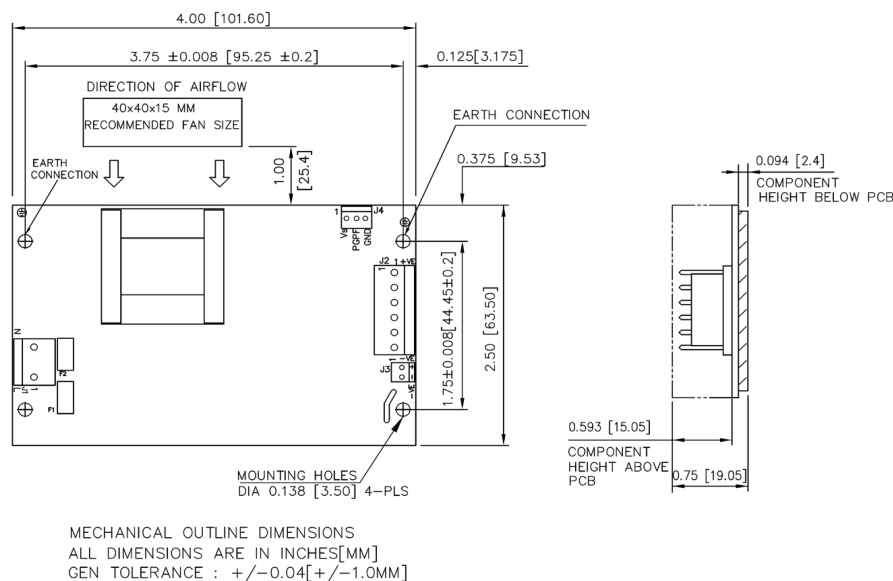 4.00 [101.60]
3.75 ±0.008 [95.25 ±0.2]
0.125[3.175]
DIRECTION OF AIRFLOW
40x40x15 MM
RECOMMENDED FAN SIZE
EARTH CONNECTION
EARTH
CONNECTION
1.00
[25.4]
0.375 [9.53]
0.094 [2.4]
COMPONENT
HEIGHT BELOW PCB
1
J4
Vs
PGPF
GND
J2
1
+VE
1
1.75±0.008[44.45±0.2]
2.50 [63.50]
N
F2
F1
L
1
1
-VE
J3
+
-
-VE
0.593 [15.05]
COMPONENT
HEIGHT ABOVE
PCB
0.75 [19.05]
MOUNTING HOLES
DIA 0.138 [3.50] 4-PLS
MECHANICAL OUTLINE DIMENSIONS
ALL DIMENSIONS ARE IN INCHES[MM]
GEN TOLERANCE : +/-0.04[+/-1.0MM]